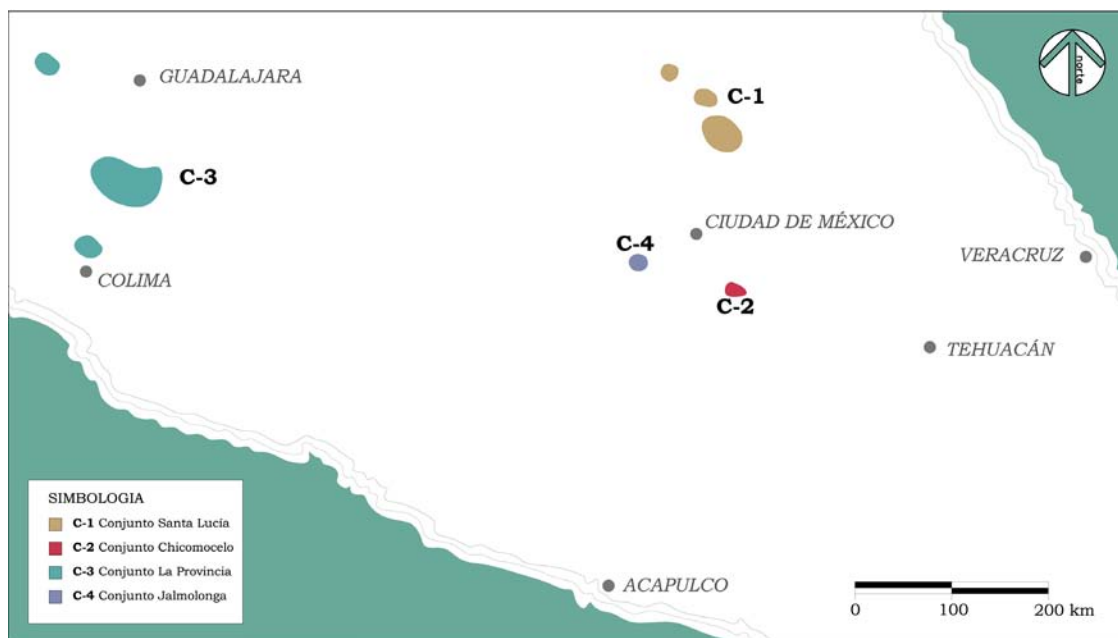 norte
GUADALAJARA
C-1
C-3
CIUDAD DE MÉXICO
C-4
VERACRUZ
COLIMA
C-2
TEHUACÁN
SIMBOLOGIA
C-1 Conjunto Santa Lucía
C-2 Conjunto Chicomocelo
C-3 Conjunto La Provincia
C-4 Conjunto Jalmolonga
ACAPULCO
0 100 200 km